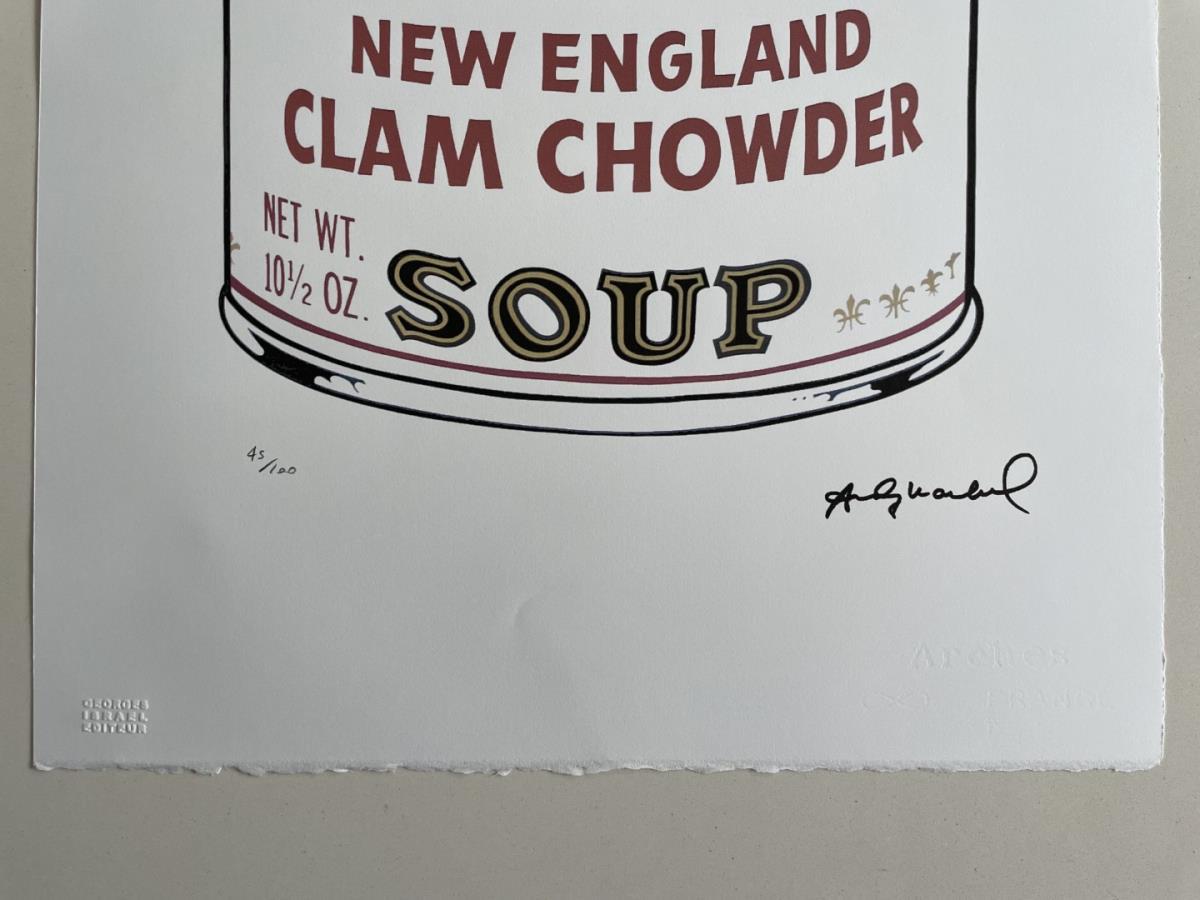 NEW ENGLAND
CLAM CHOWDER
NET WT.
10½ OZ.
SOUP
45/100
Andy Warhol
Arches
FRANCE
GEORGES
ISRAEL
EDITEUR